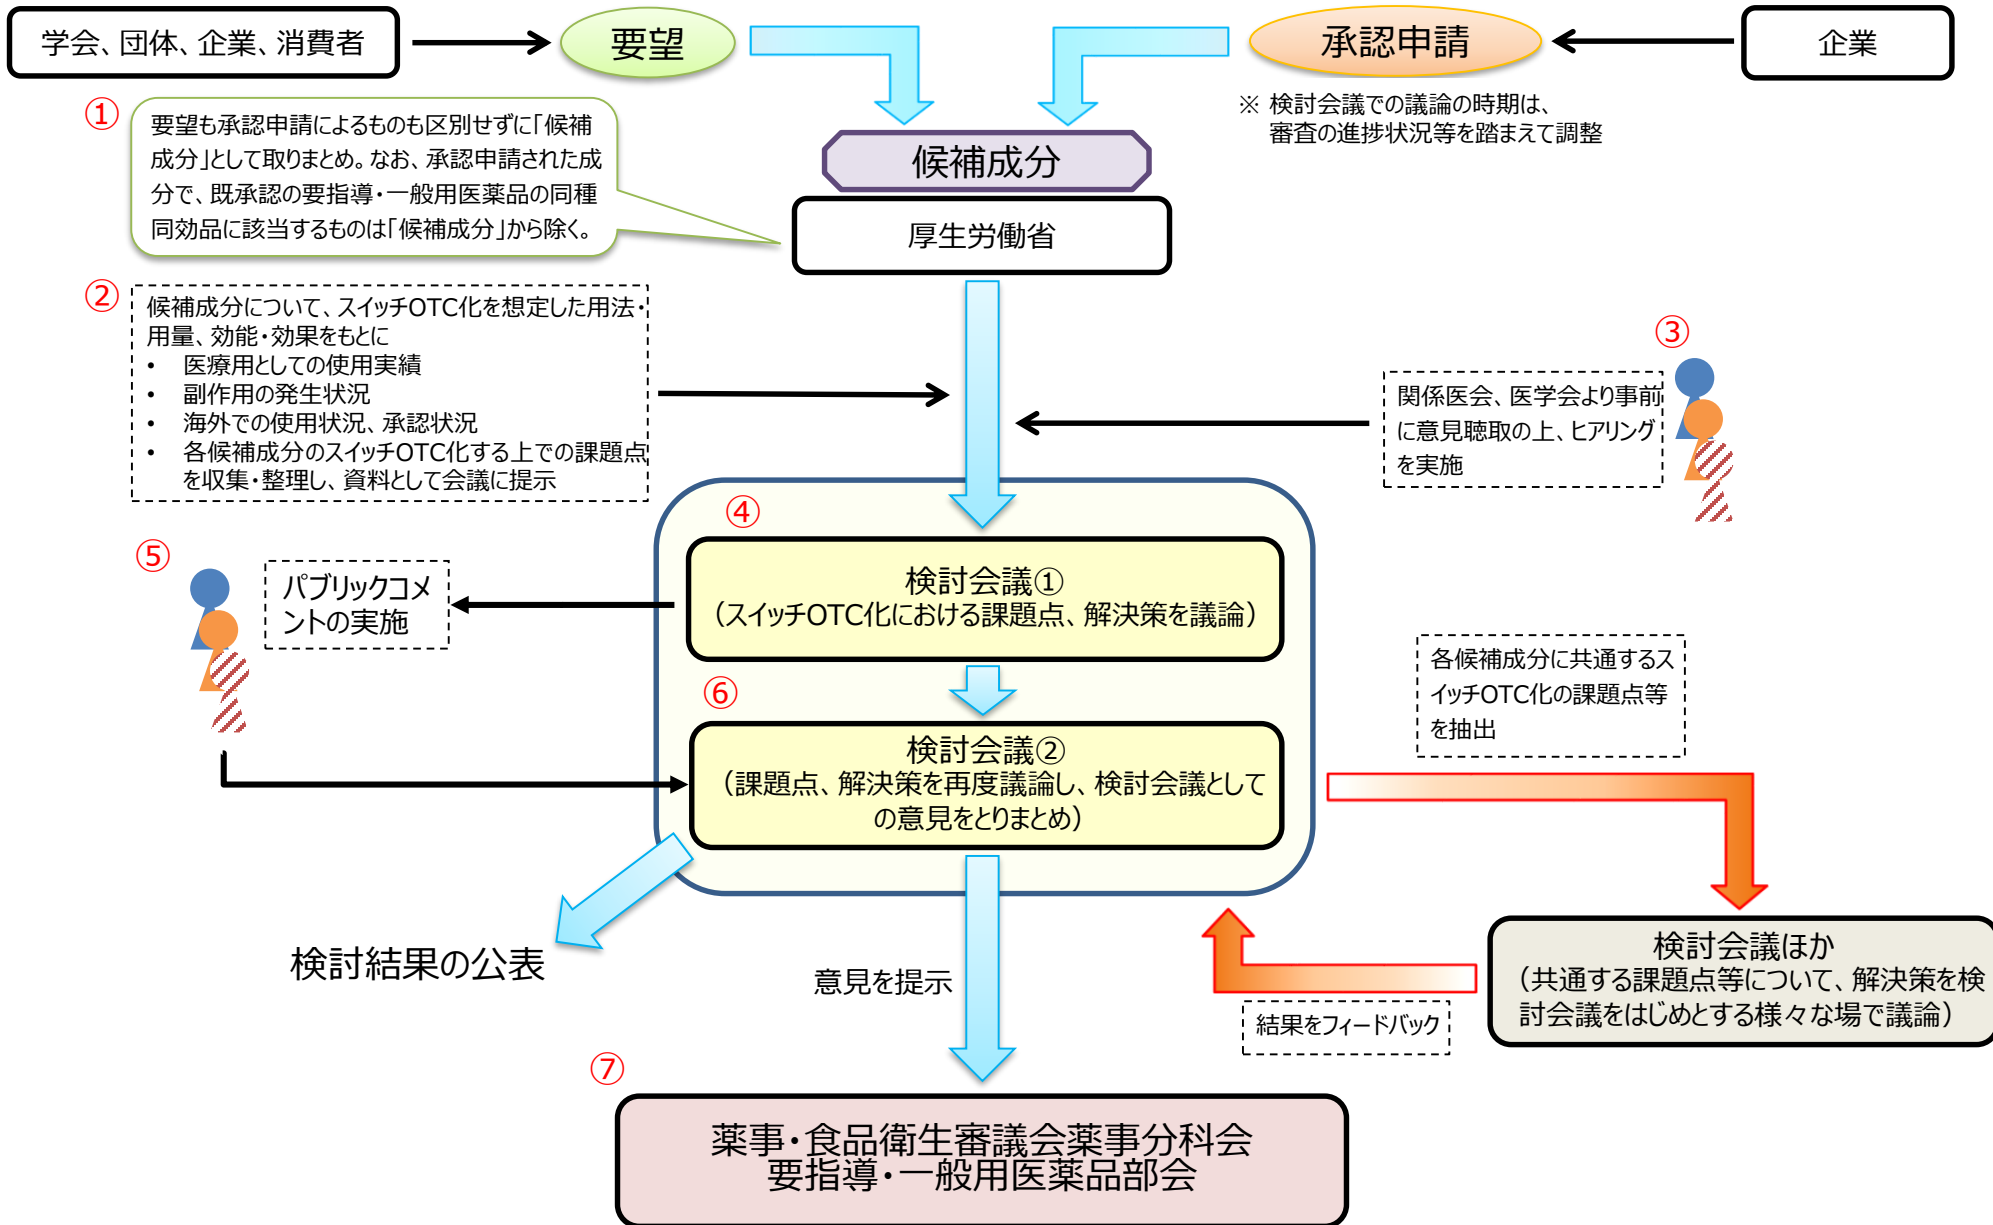 学会、団体、企業、消費者
要望
承認申請
企業
※ 検討会議での議論の時期は、
審査の進捗状況等を踏まえて調整
①
要望も承認申請によるものも区別せずに「候補
成分」として取りまとめ。なお、承認申請された成
分で、既承認の要指導・一般用医薬品の同種
同効品に該当するものは「候補成分」から除く。
候補成分
厚生労働省
②
候補成分について、スイッチOTC化を想定した用法・
用量、効能・効果をもとに
• 医療用としての使用実績
• 副作用の発生状況
• 海外での使用状況、承認状況
• 各候補成分のスイッチOTC化する上での課題点
を収集・整理し、資料として会議に提示
③
関係医会、医学会より事前
に意見聴取の上、ヒアリング
を実施
④
検討会議①
（スイッチOTC化における課題点、解決策を議論）
⑤
パブリックコメ
ントの実施
⑥
検討会議②
（課題点、解決策を再度議論し、検討会議として
の意見をとりまとめ）
各候補成分に共通するス
イッチOTC化の課題点等
を抽出
検討会議ほか
（共通する課題点等について、解決策を検
討会議をはじめとする様々な場で議論）
結果をフィードバック
検討結果の公表
意見を提示
⑦
薬事・食品衛生審議会薬事分科会
要指導・一般用医薬品部会